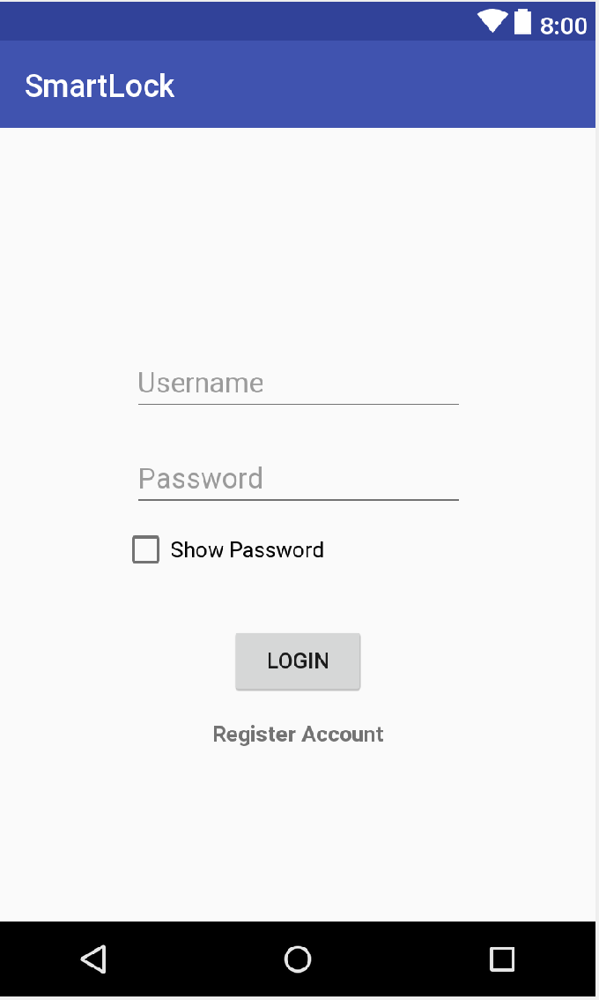 8:00
SmartLock
Username
Password
Show Password
LOGIN
Register Account